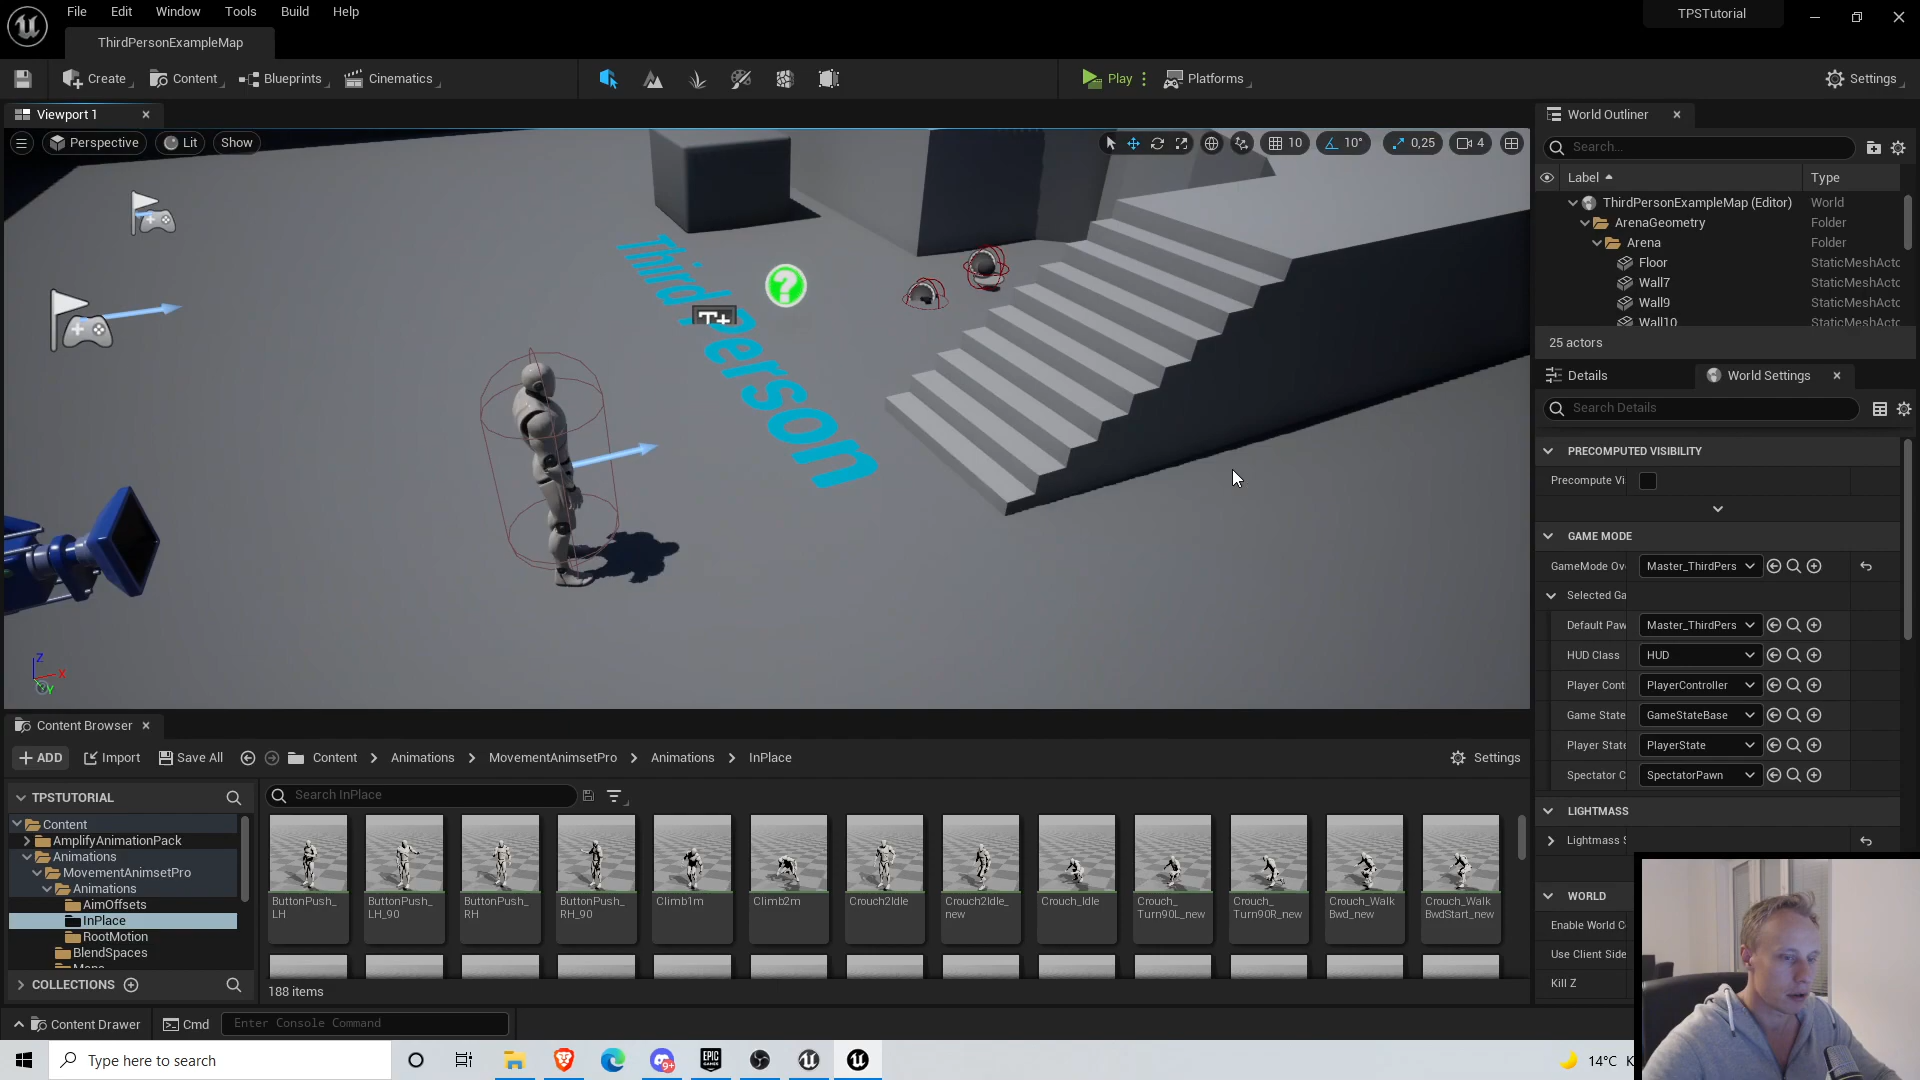 File Edit Window Tools Build Help
TPSTutorial
ThirdPersonExampleMap
Create Content Blueprints Cinematics Play Platforms Settings
Viewport 1
Perspective Lit Show
10 10° 0,25 4
Third Person
T+
?
Z
X
Y
World Outliner
Search...
Label Type
ThirdPersonExampleMap (Editor) World
ArenaGeometry Folder
Arena Folder
Floor StaticMeshActo
Wall7 StaticMeshActo
Wall9 StaticMeshActo
Wall10 StaticMeshActo
25 actors
Details World Settings
Search Details
PRECOMPUTED VISIBILITY
Precompute Vi
GAME MODE
GameMode Ov Master_ThirdPers
Selected Ga
Default Paw Master_ThirdPers
HUD Class HUD
Player Cont PlayerController
Game State GameStateBase
Player State PlayerState
Spectator C SpectatorPawn
LIGHTMASS
Lightmass S
WORLD
Enable World C
Use Client Side
Kill Z
Content Browser
ADD Import Save All Content Animations MovementAnimsetPro Animations InPlace Settings
TPSTUTORIAL
Search InPlace
Content
AmplifyAnimationPack
Animations
MovementAnimsetPro
Animations
AimOffsets
InPlace
RootMotion
BlendSpaces
Maps
COLLECTIONS
ButtonPush_
LH
ButtonPush_
LH_90
ButtonPush_
RH
ButtonPush_
RH_90
Climb1m
Climb2m
Crouch2Idle
Crouch2Idle_
new
Crouch_Idle
Crouch_
Turn90L_new
Crouch_
Turn90R_new
Crouch_Walk
Bwd_new
Crouch_Walk
BwdStart_new
188 items
Content Drawer Cmd Enter Console Command
Type here to search
9+
EPIC
GAMES
14°C K